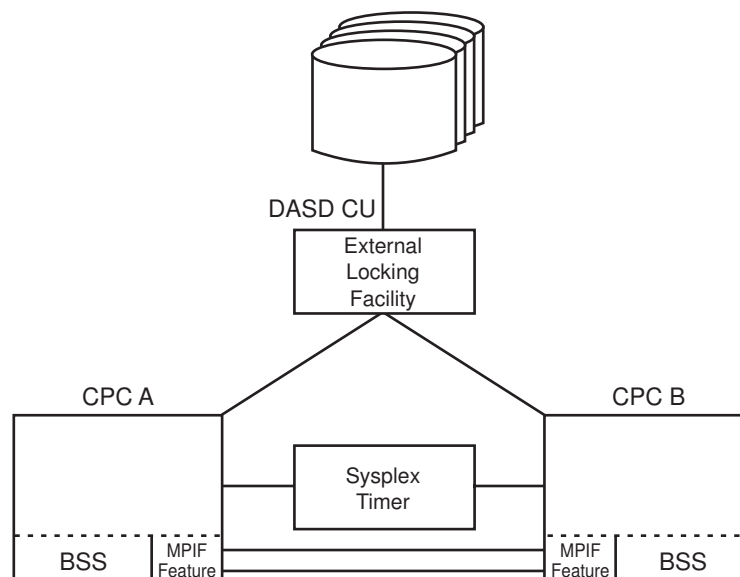 DASD CU
External
Locking
Facility
CPC A
CPC B
Sysplex
Timer
BSS
MPIF
Feature
MPIF
Feature
BSS